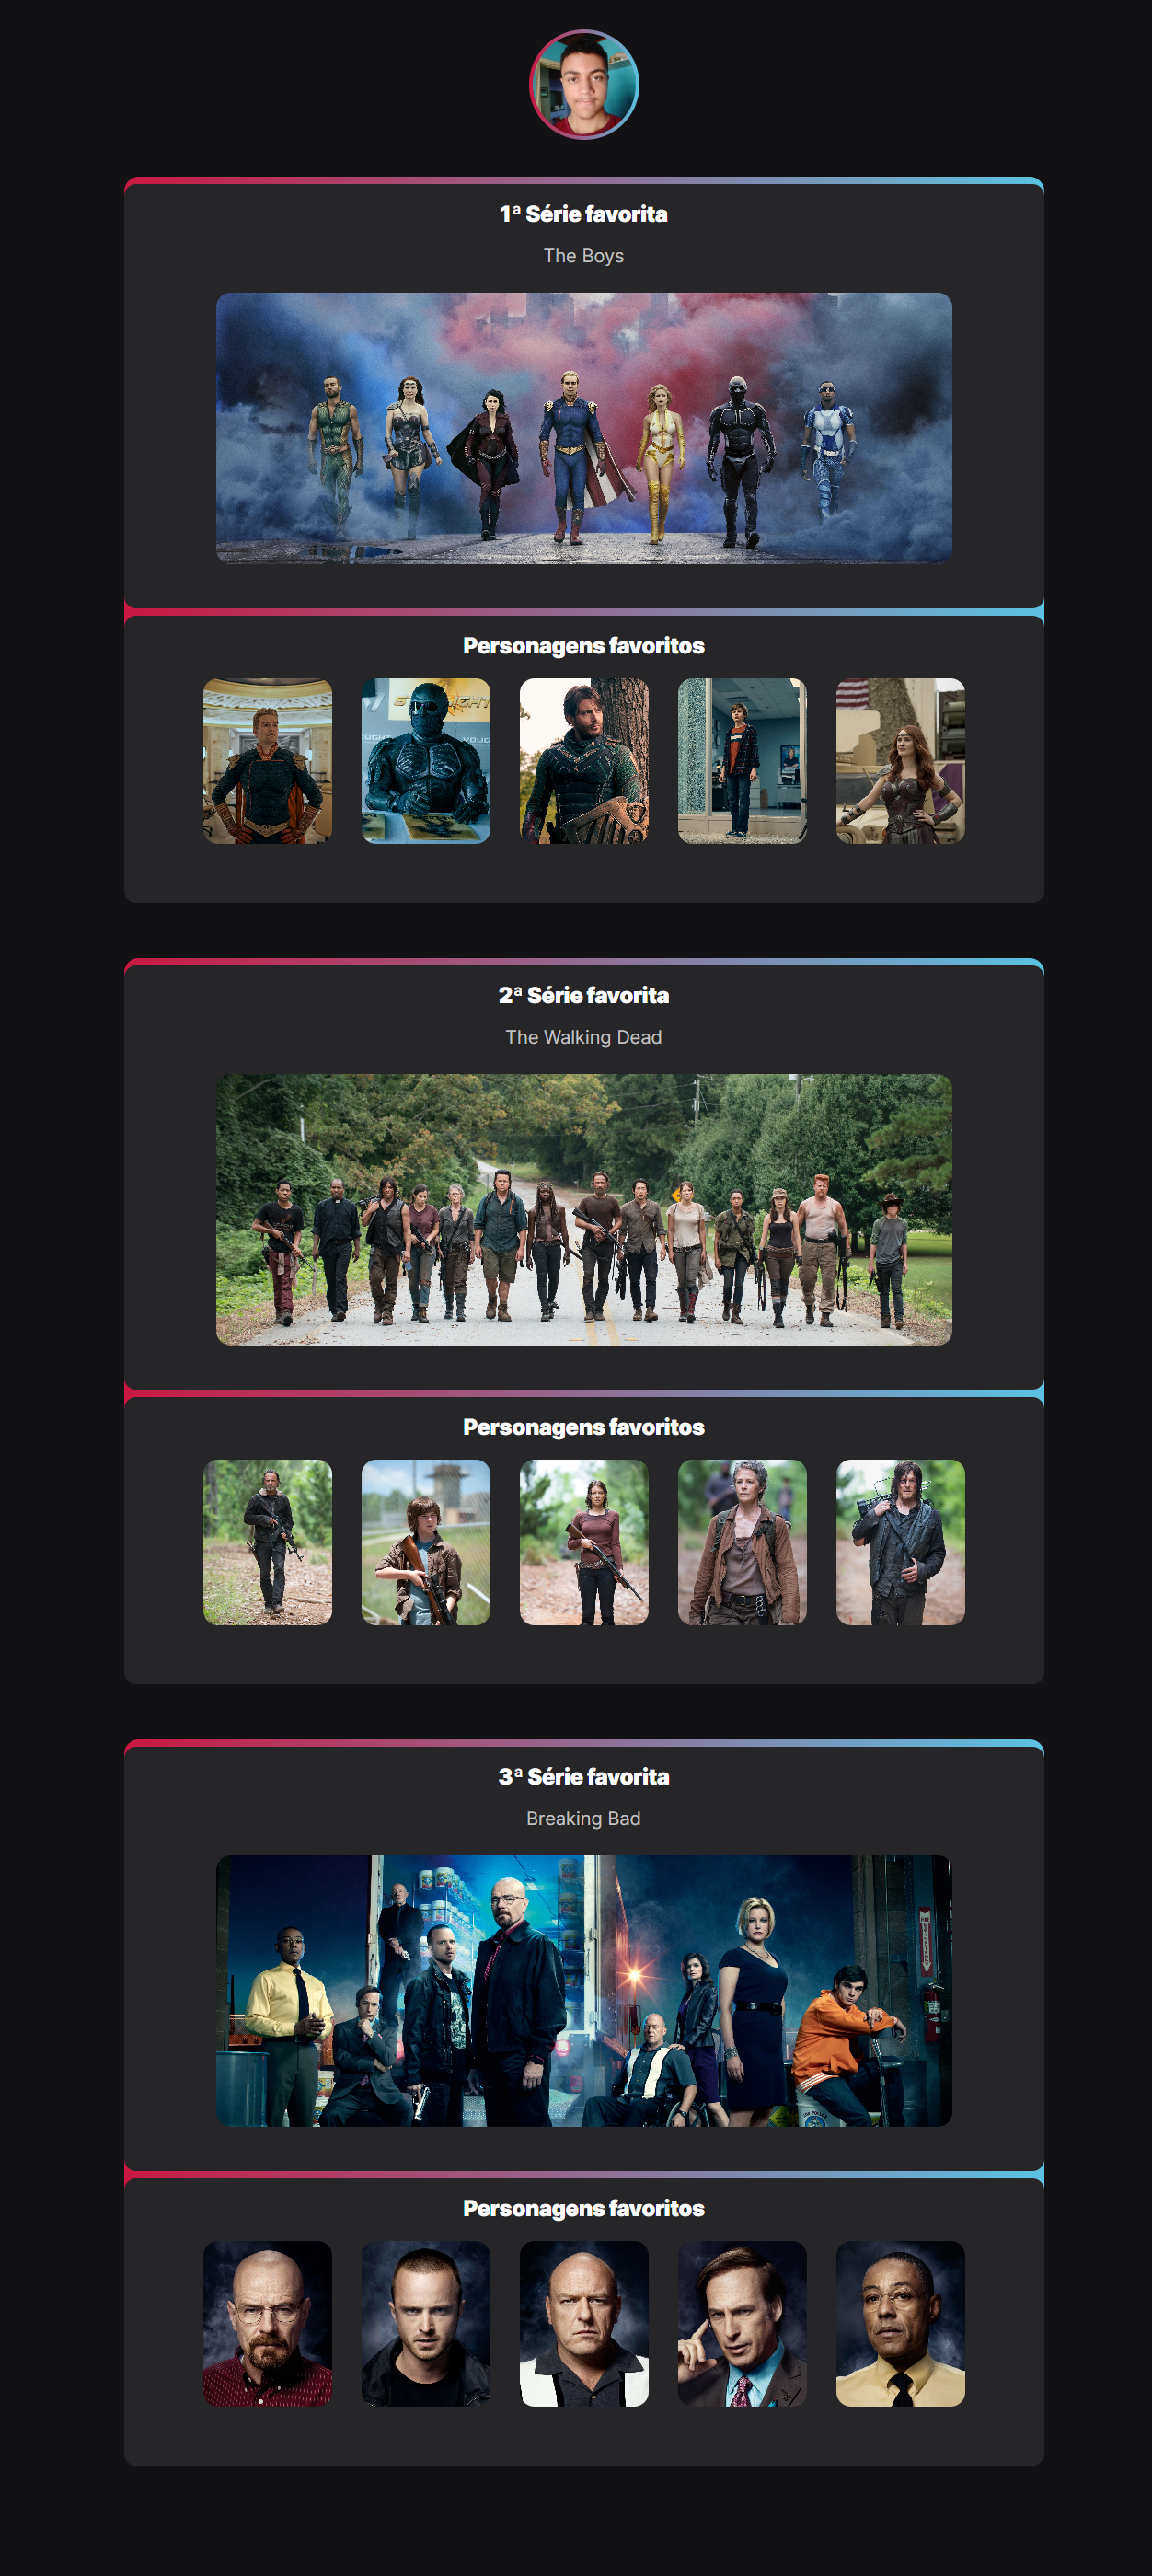 1ª Série favorita
The Boys
Personagens favoritos
2ª Série favorita
The Walking Dead
Personagens favoritos
3ª Série favorita
Breaking Bad
Personagens favoritos